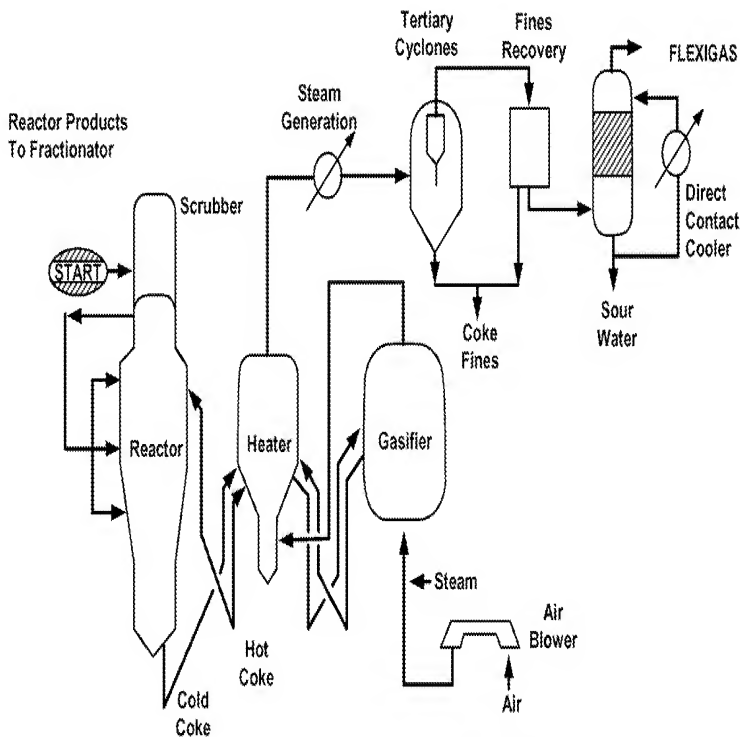 Tertiary
Cyclones
Fines
Recovery
FLEXIGAS
Steam
Generation
Reactor Products
To Fractionator
Scrubber
START
Direct
Contact
Cooler
Sour
Water
Coke
Fines
Reactor
Heater
Gasifier
Steam
Air
Blower
Hot
Coke
Cold
Coke
Air